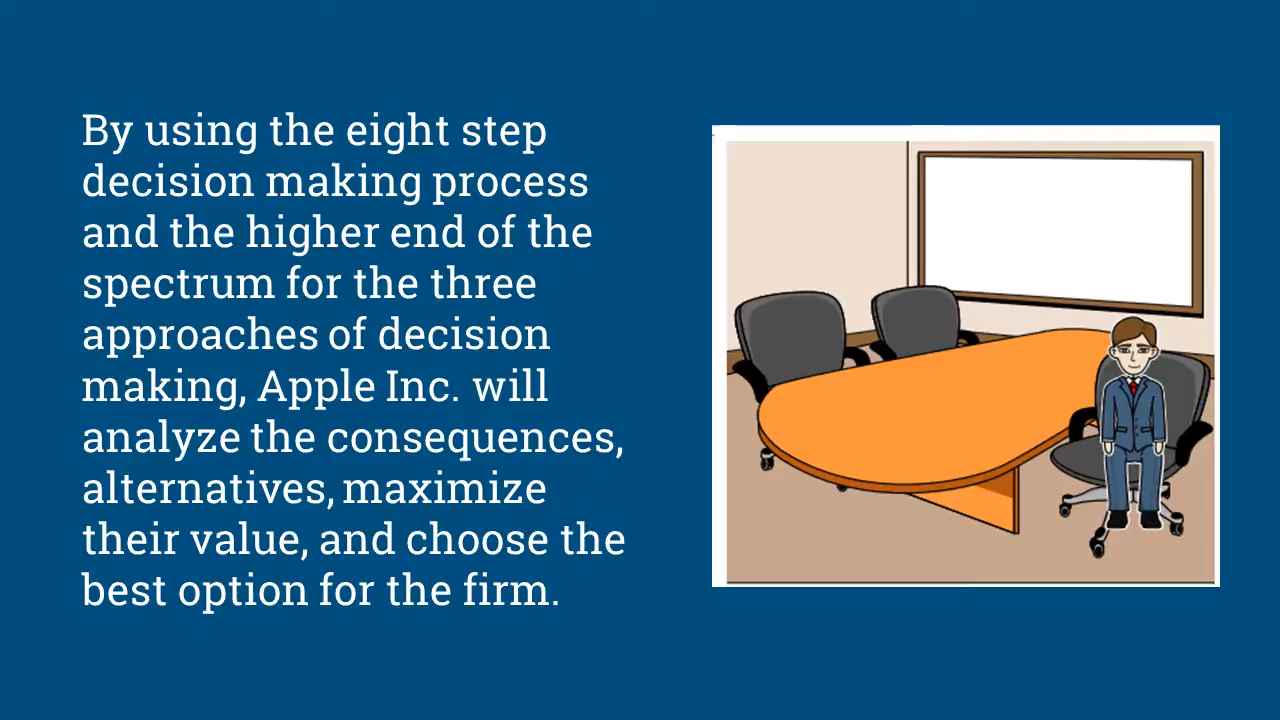 By using the eight step
decision making process
and the higher end of the
spectrum for the three
approaches of decision
making, Apple Inc. will
analyze the consequences,
alternatives, maximize
their value, and choose the
best option for the firm.